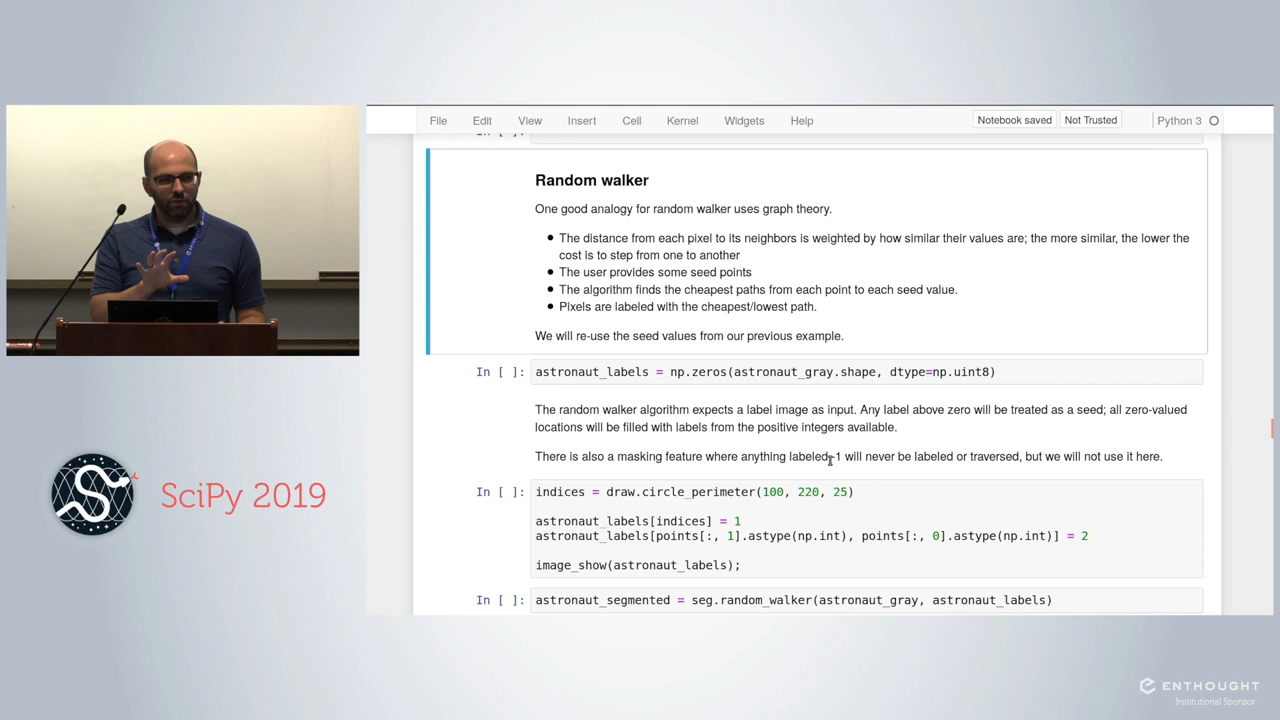 File Edit View Insert Cell Kernel Widgets Help Notebook saved Not Trusted Python 3
Random walker
One good analogy for random walker uses graph theory.
The distance from each pixel to its neighbors is weighted by how similar their values are; the more similar, the lower the
cost is to step from one to another
The user provides some seed points
The algorithm finds the cheapest paths from each point to each seed value.
Pixels are labeled with the cheapest/lowest path.
We will re-use the seed values from our previous example.
In [ ]: astronaut_labels = np.zeros(astronaut_gray.shape, dtype=np.uint8)
The random walker algorithm expects a label image as input. Any label above zero will be treated as a seed; all zero-valued
locations will be filled with labels from the positive integers available.
There is also a masking feature where anything labeled -1 will never be labeled or traversed, but we will not use it here.
In [ ]: indices = draw.circle_perimeter(100, 220, 25)
astronaut_labels[indices] = 1
astronaut_labels[points[:, 1].astype(np.int), points[:, 0].astype(np.int)] = 2
image_show(astronaut_labels);
In [ ]: astronaut_segmented = seg.random_walker(astronaut_gray, astronaut_labels)
SciPy 2019
ENTHOUGHT
Institutional Sponsor